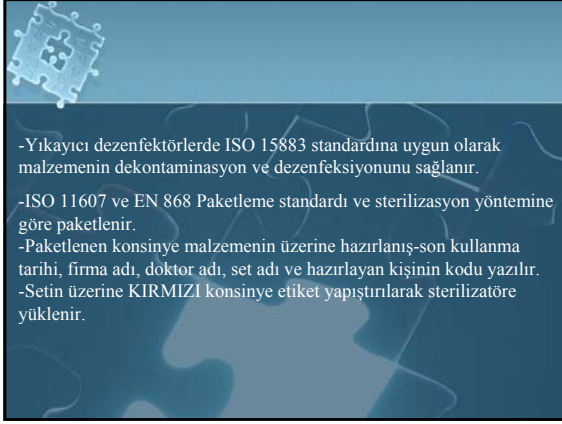 -Yıkayıcı dezenfektörlerde ISO 15883 standardına uygun olarak
malzemenin dekontaminasyon ve dezenfeksiyonunu sağlanır.
-ISO 11607 ve EN 868 Paketleme standardı ve sterilizasyon yöntemine
göre paketlenir.
-Paketlenen konsinye malzemenin üzerine hazırlanış-son kullanma
tarihi, firma adı, doktor adı, set adı ve hazırlayan kişinin kodu yazılır.
-Setin üzerine KIRMIZI konsinye etiket yapıştırılarak sterilizatöre
yüklenir.